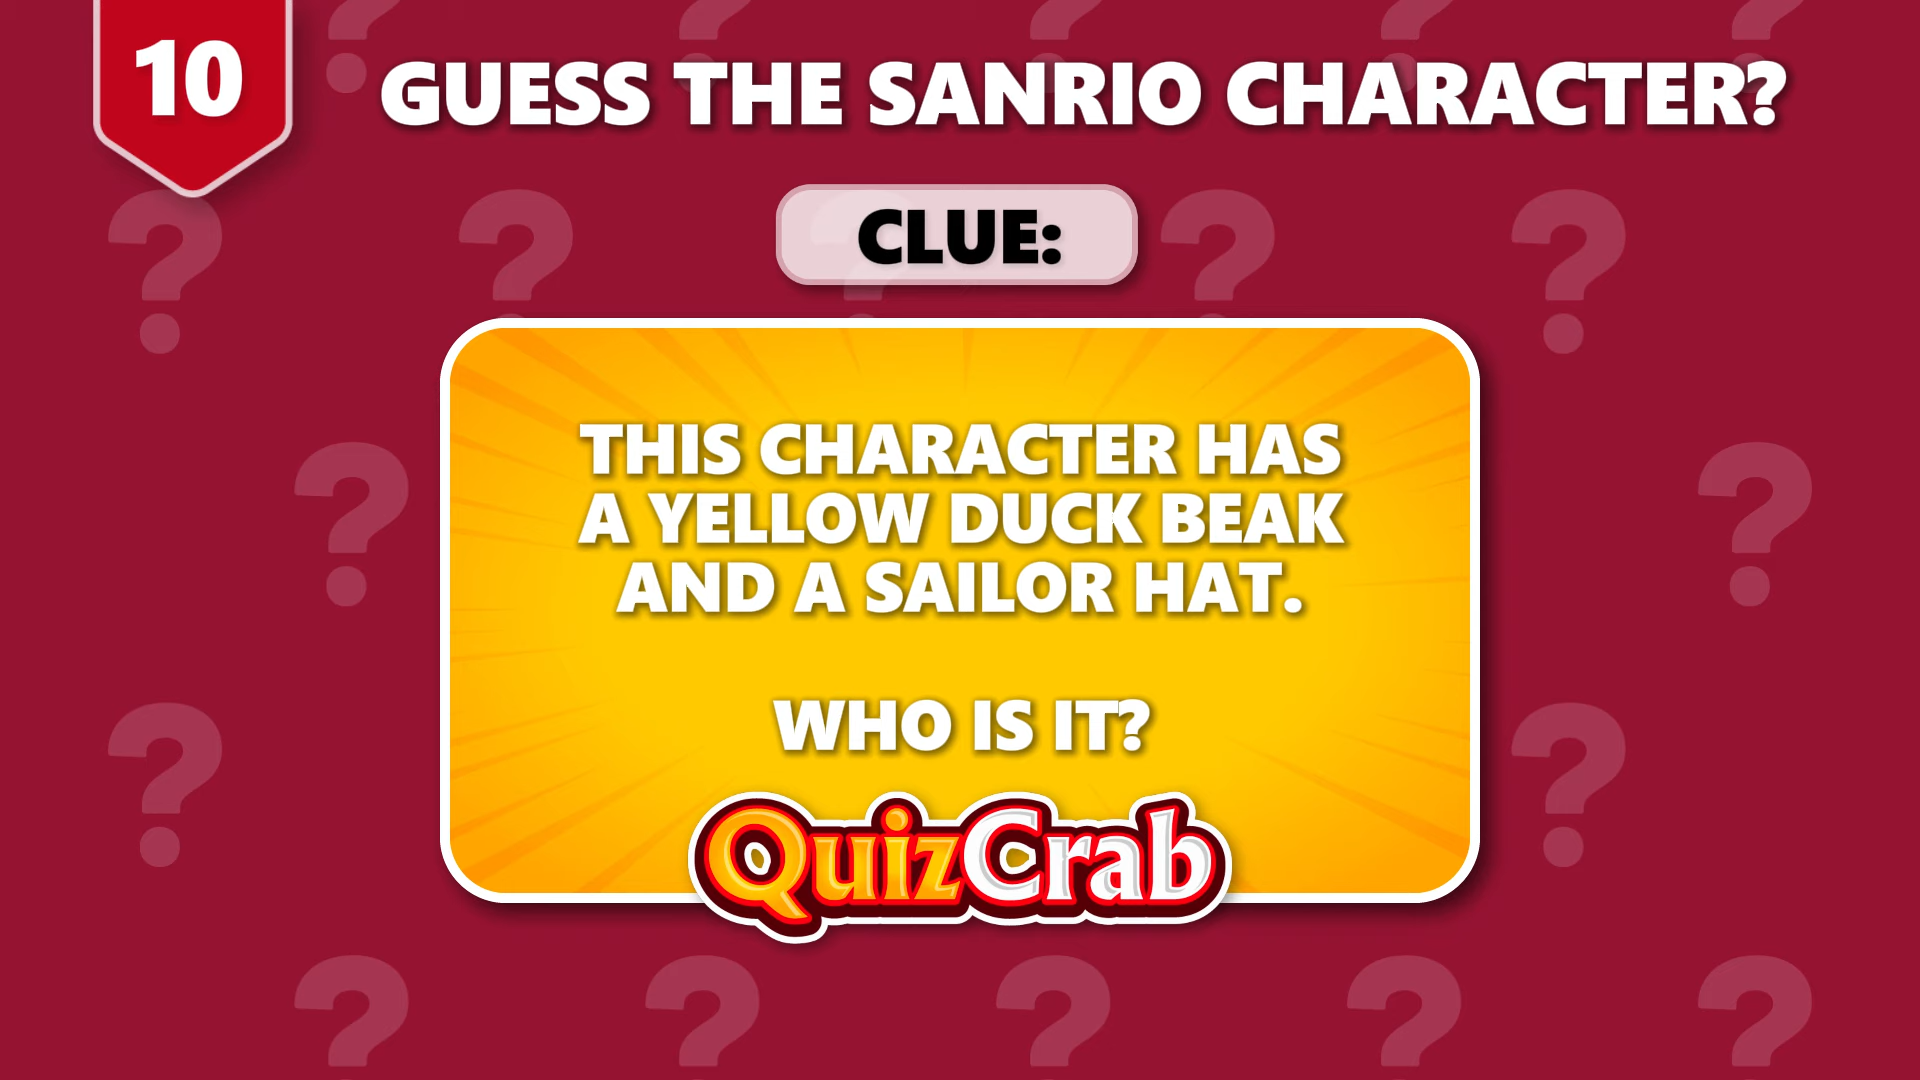 10
GUESS THE SANRIO CHARACTER?
CLUE:
THIS CHARACTER HAS
A YELLOW DUCK BEAK
AND A SAILOR HAT.
WHO IS IT?
QuizCrab